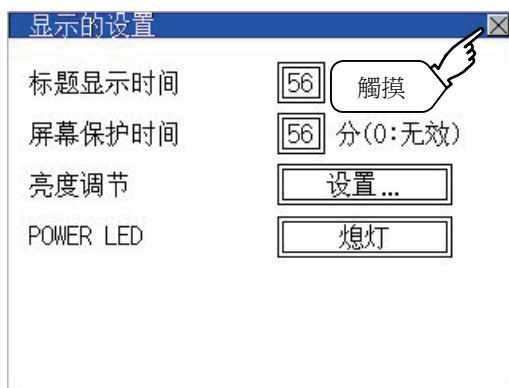 显示的设置
标题显示时间 56 觸摸
屏幕保护时间 56 分(0:无效)
亮度调节 设置...
POWER LED 熄灯